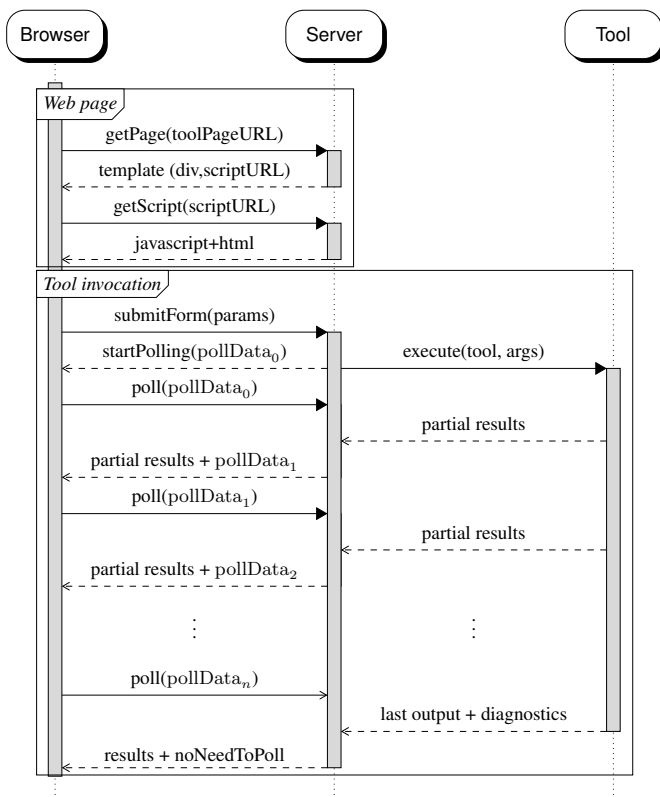 Browser Server Tool
Web page
getPage(toolPageURL)
template (div,scriptURL)
getScript(scriptURL)
javascript+html
Tool invocation
submitForm(params)
startPolling(pollData₀) execute(tool, args)
poll(pollData₀)
partial results
partial results + pollData₁
poll(pollData₁)
partial results
partial results + pollData₂
⋮ ⋮
poll(pollDataₙ)
last output + diagnostics
results + noNeedToPoll